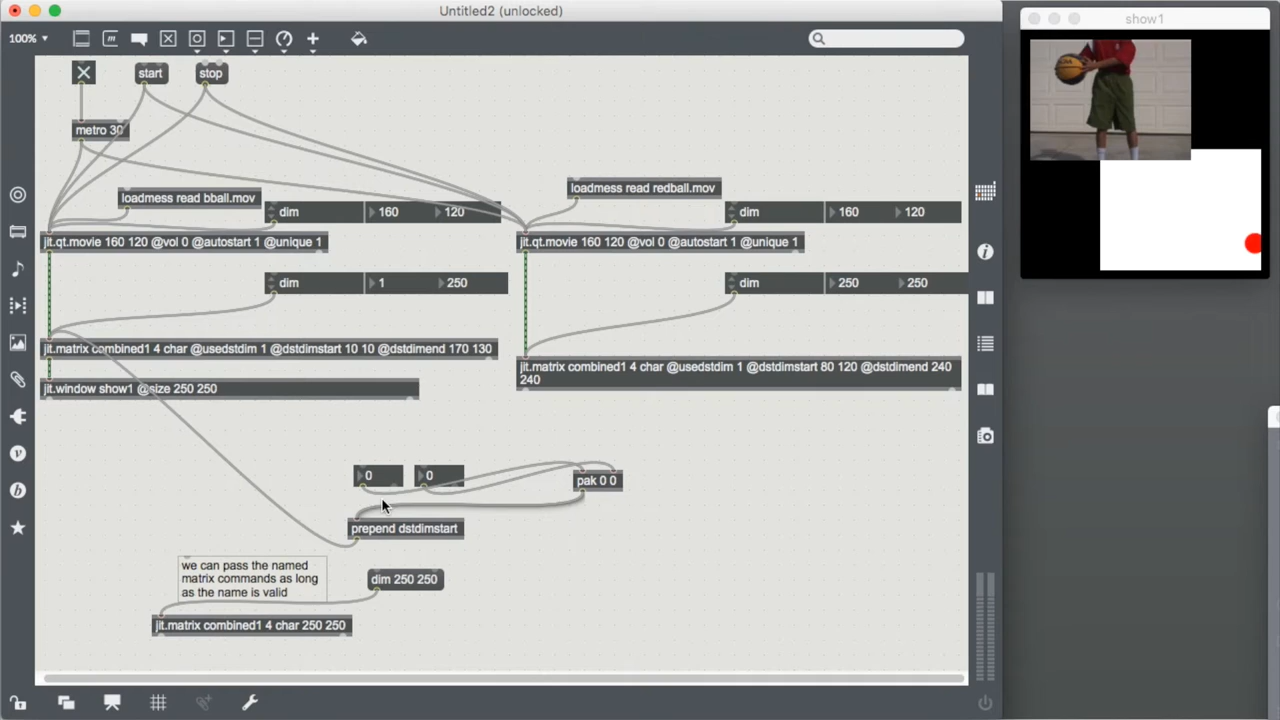 Untitled2 (unlocked)
show1
100%
start
stop
metro 30
loadmess read bball.mov
loadmess read redball.mov
dim 160 120
dim 160 120
jit.qt.movie 160 120 @vol 0 @autostart 1 @unique 1
jit.qt.movie 160 120 @vol 0 @autostart 1 @unique 1
dim 1 250
dim 250 250
jit.matrix combined1 4 char @usedstdim 1 @dstdimstart 10 10 @dstdimend 170 130
jit.matrix combined1 4 char @usedstdim 1 @dstdimstart 80 120 @dstdimend 240
240
jit.window show1 @size 250 250
0
0
pak 0 0
prepend dstdimstart
we can pass the named
matrix commands as long
as the name is valid
dim 250 250
jit.matrix combined1 4 char 250 250